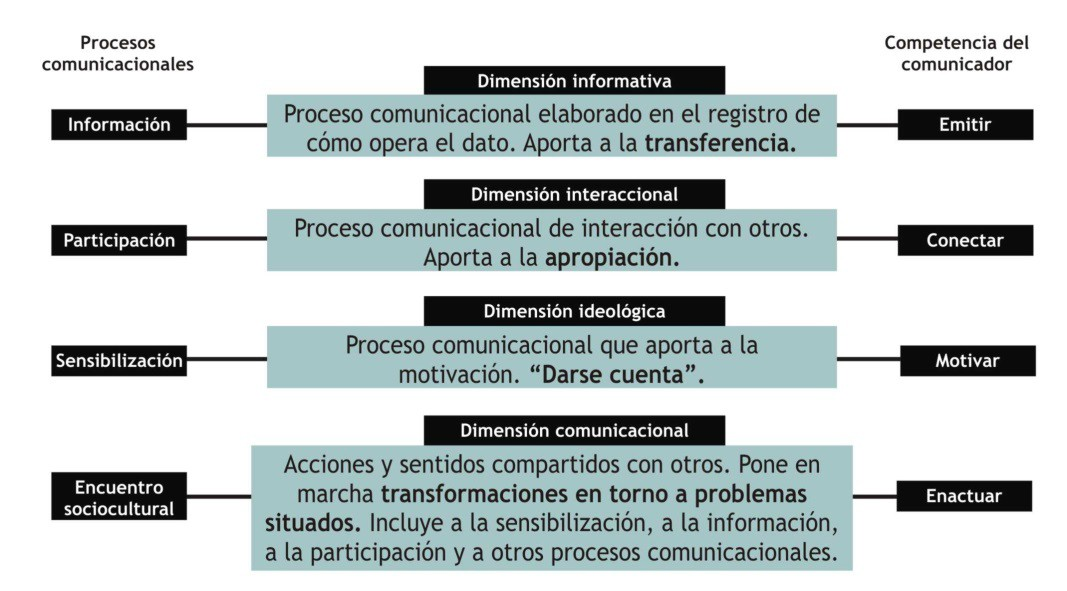 Procesos
comunicacionales
Competencia del
comunicador
Dimensión informativa
Información
Proceso comunicacional elaborado en el registro de
cómo opera el dato. Aporta a la transferencia.
Emitir
Dimensión interaccional
Participación
Proceso comunicacional de interacción con otros.
Aporta a la apropiación.
Conectar
Dimensión ideológica
Sensibilización
Proceso comunicacional que aporta a la
motivación. “Darse cuenta”.
Motivar
Dimensión comunicacional
Encuentro
sociocultural
Acciones y sentidos compartidos con otros. Pone en
marcha transformaciones en torno a problemas
situados. Incluye a la sensibilización, a la información,
a la participación y a otros procesos comunicacionales.
Enactuar